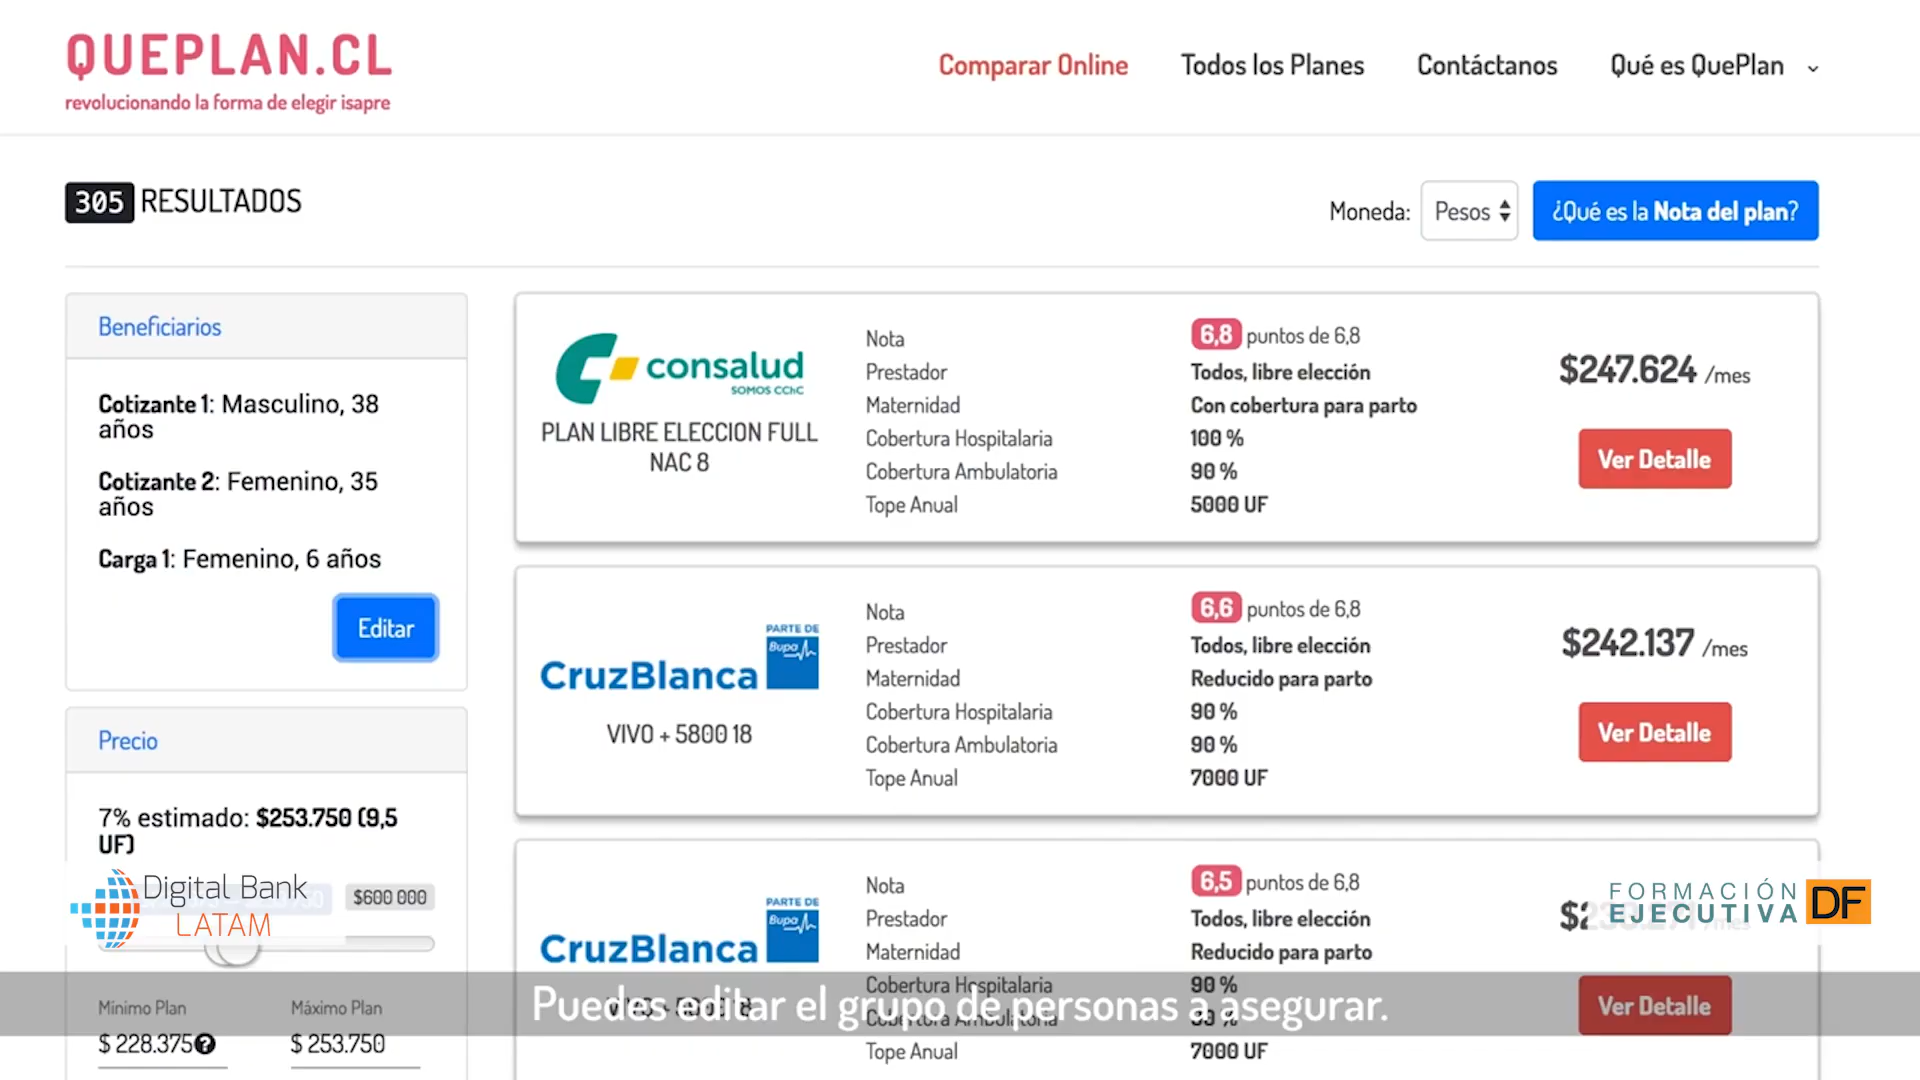 QUEPLAN.CL
revolucionando la forma de elegir isapre
Comparar Online
Todos los Planes
Contáctanos
Qué es QuePlan
305 RESULTADOS
Moneda:
Pesos
¿Qué es la Nota del plan?
Beneficiarios
Cotizante 1: Masculino, 38
años
Cotizante 2: Femenino, 35
años
Carga 1: Femenino, 6 años
Editar
Precio
7% estimado: $253.750 (9,5
UF)
$600 000
Mínimo Plan
Máximo Plan
$ 228.375
$ 253.750
consalud
SOMOS CChC
PLAN LIBRE ELECCION FULL
NAC 8
Nota
6,8 puntos de 6,8
Prestador
Todos, libre elección
Maternidad
Con cobertura para parto
Cobertura Hospitalaria
100 %
Cobertura Ambulatoria
90 %
Tope Anual
5000 UF
$247.624 /mes
Ver Detalle
PARTE DE
Bupa
CruzBlanca
VIVO + 5800 18
Nota
6,6 puntos de 6,8
Prestador
Todos, libre elección
Maternidad
Reducido para parto
Cobertura Hospitalaria
90 %
Cobertura Ambulatoria
90 %
Tope Anual
7000 UF
$242.137 /mes
Ver Detalle
PARTE DE
Bupa
CruzBlanca
Nota
6,5 puntos de 6,8
Prestador
Todos, libre elección
Maternidad
Reducido para parto
Cobertura Hospitalaria
90 %
Cobertura Ambulatoria
Tope Anual
7000 UF
Ver Detalle
Digital Bank
LATAM
FORMACIÓN
EJECUTIVA DF
Puedes editar el grupo de personas a asegurar.